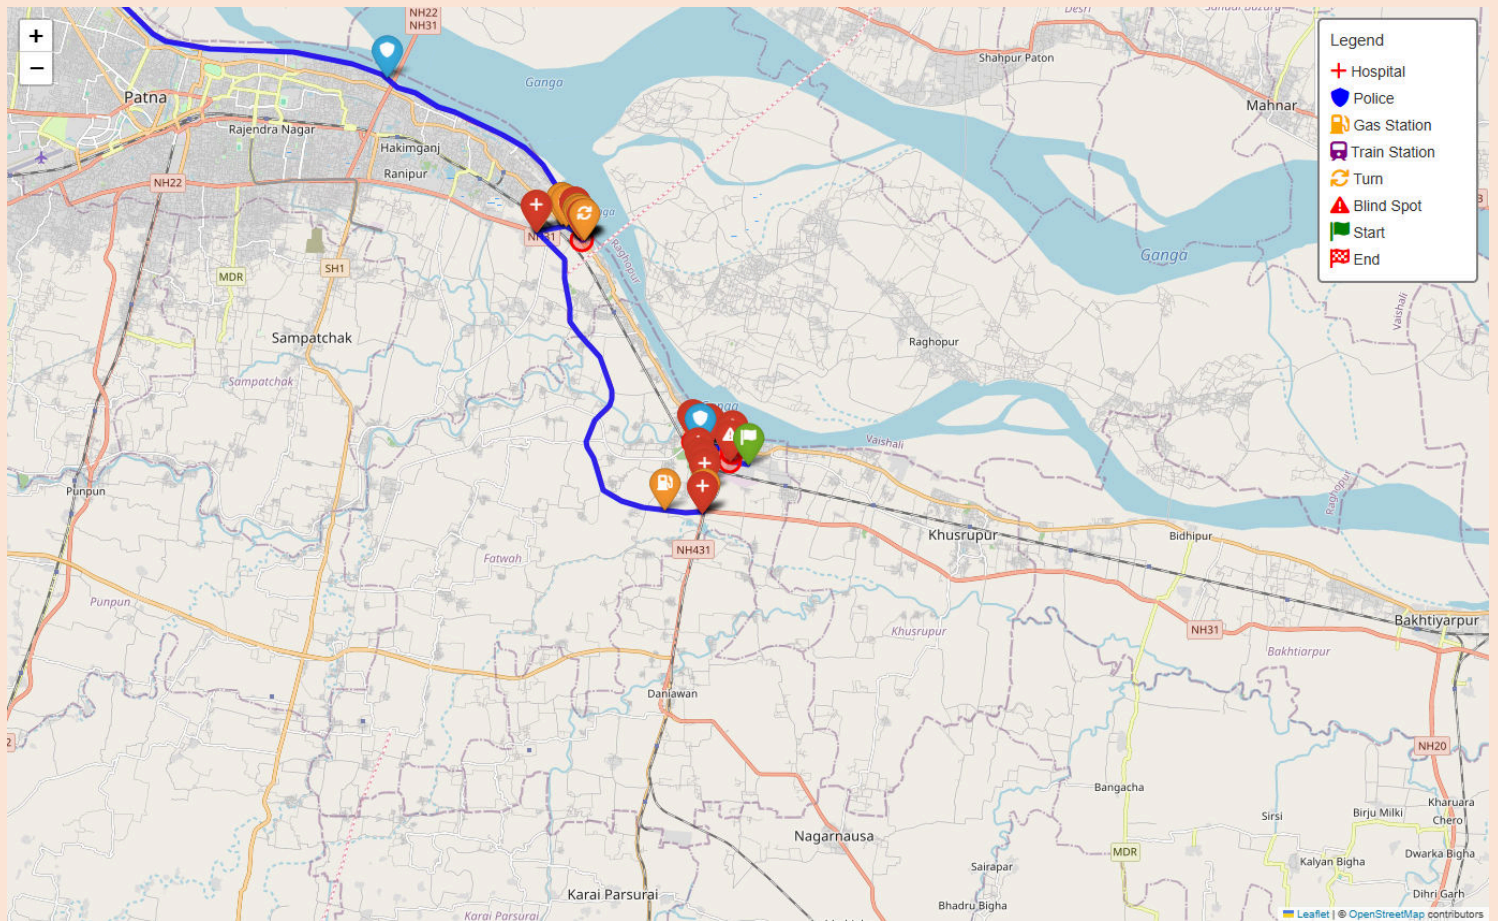 +
−
NH22
NH31
Desri
Shahpur Paton
Mahnar
Ganga
Patna
Rajendra Nagar
Hakimganj
Ranipur
NH22
SH1
MDR
Raghopur
Ganga
Vaishali
Sampatchak
Sampatchak
Raghopur
Ganga
Vaishali
Raghopur
Punpun
Fatwah
NH431
Khusrupur
Bidhipur
Punpun
Khusrupur
NH31
Bakhtiyarpur
Bakhtiarpur
Daniawan
NH20
Bangacha
Nagarnausa
Sirsi
Birju Milki
Kharuara
Chero
MDR
Kalyan Bigha
Dwarka Bigha
Sairapar
Karai Parsurai
Karai Parsurai
Bhadru Bigha
Dihri Garh
Legend
Hospital
Police
Gas Station
Train Station
Turn
Blind Spot
Start
End
Leaflet | © OpenStreetMap contributors